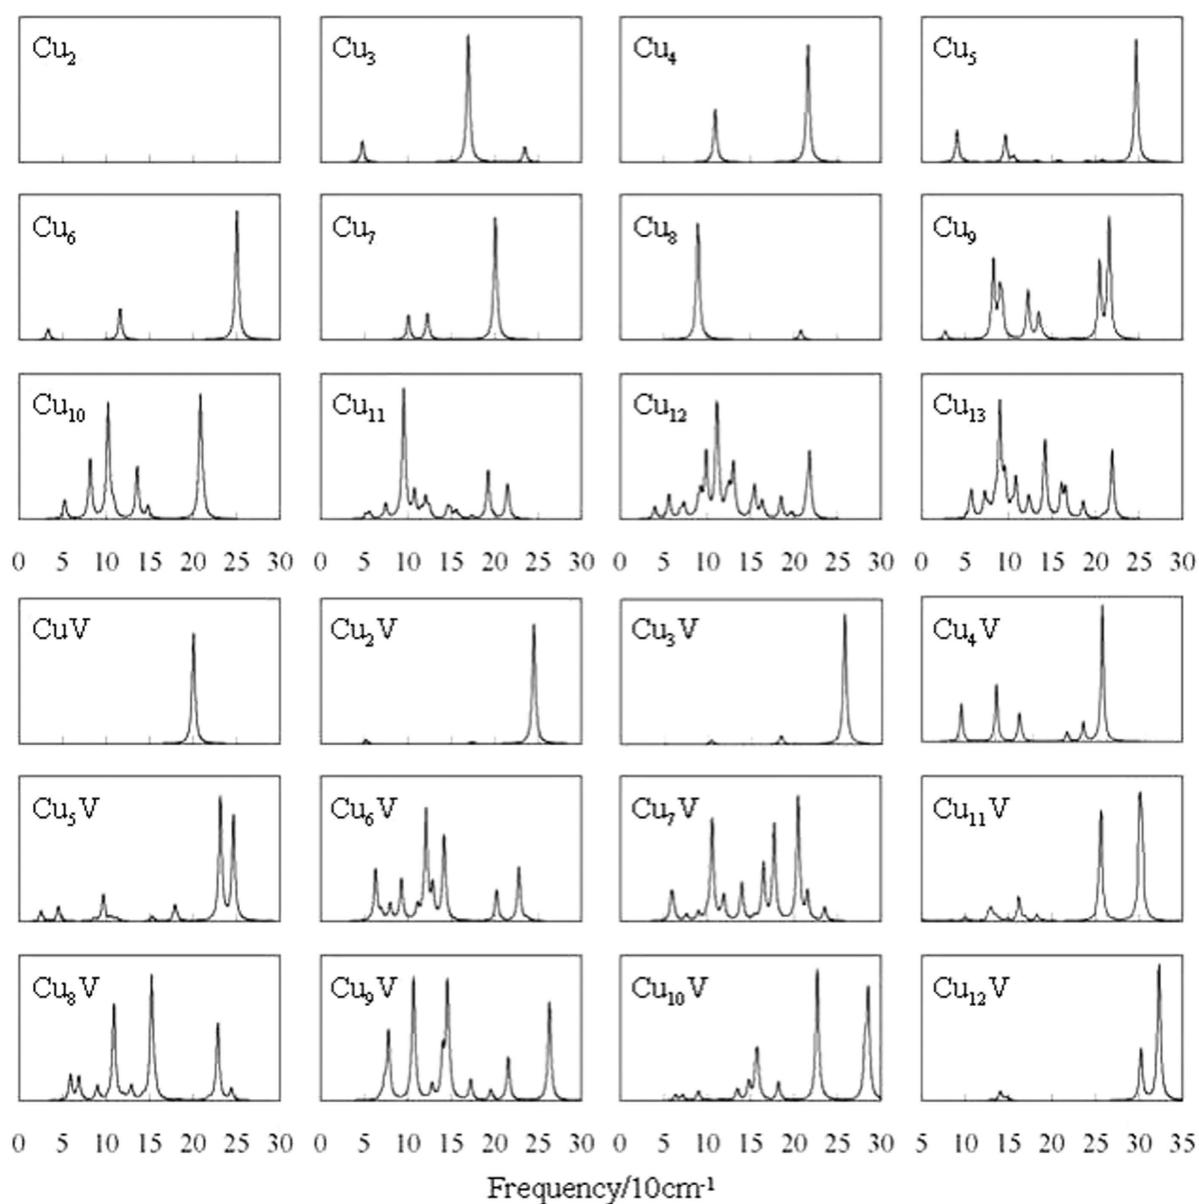 Cu₂ Cu₃ Cu₄ Cu₅
Cu₆ Cu₇ Cu₈ Cu₉
Cu₁₀ Cu₁₁ Cu₁₂ Cu₁₃
0 5 10 15 20 25 30 0 5 10 15 20 25 30 0 5 10 15 20 25 30 0 5 10 15 20 25 30
CuV Cu₂V Cu₃V Cu₄V
Cu₅V Cu₆V Cu₇V Cu₁₁V
Cu₈V Cu₉V Cu₁₀V Cu₁₂V
0 5 10 15 20 25 30 0 5 10 15 20 25 30 0 5 10 15 20 25 30 5 10 15 20 25 30 35
Frequency/10cm⁻¹